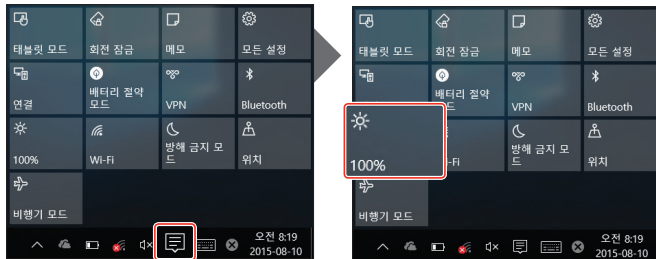 태블릿 모드
회전 잠금
메모
모든 설정
연결
배터리 절약
모드
VPN
Bluetooth
100%
Wi-Fi
방해 금지 모
드
위치
비행기 모드
오전 8:19
2015-08-10
태블릿 모드
회전 잠금
메모
모든 설정
배터리 절약
드
VPN
Bluetooth
100%
-Fi
방해 금지 모
드
위치
비행기 모드
오전 8:19
2015-08-10